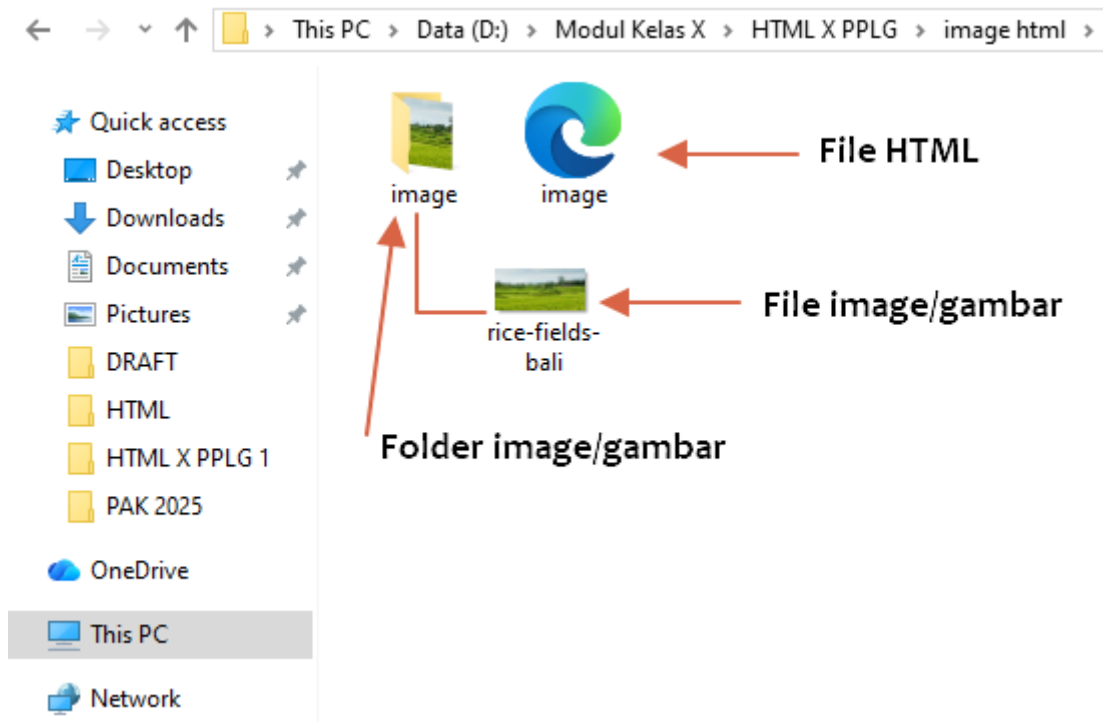 This PC > Data (D:) > Modul Kelas X > HTML X PPLG > image html >
Quick access
Desktop
Downloads
Documents
Pictures
DRAFT
HTML
HTML X PPLG 1
PAK 2025
OneDrive
This PC
Network
image
image
File HTML
rice-fields-
bali
File image/gambar
Folder image/gambar